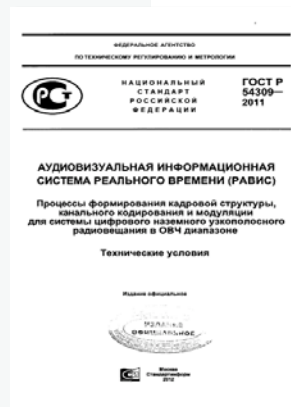 ФЕДЕРАЛЬНОЕ АГЕНТСТВО
ПО ТЕХНИЧЕСКОМУ РЕГУЛИРОВАНИЮ И МЕТРОЛОГИИ
НАЦИОНАЛЬНЫЙ
СТАНДАРТ
РОССИЙСКОЙ
ФЕДЕРАЦИИ
ГОСТ Р
54309—
2011
АУДИОВИЗУАЛЬНАЯ ИНФОРМАЦИОННАЯ
СИСТЕМА РЕАЛЬНОГО ВРЕМЕНИ (РАВИС)
Процессы формирования кадровой структуры,
канального кодирования и модуляции
для системы цифрового наземного узкополосного
радиовещания в ОВЧ диапазоне
Технические условия
Издание официальное
ОФИЦИАЛЬНОЕ
Москва
Стандартинформ
2012